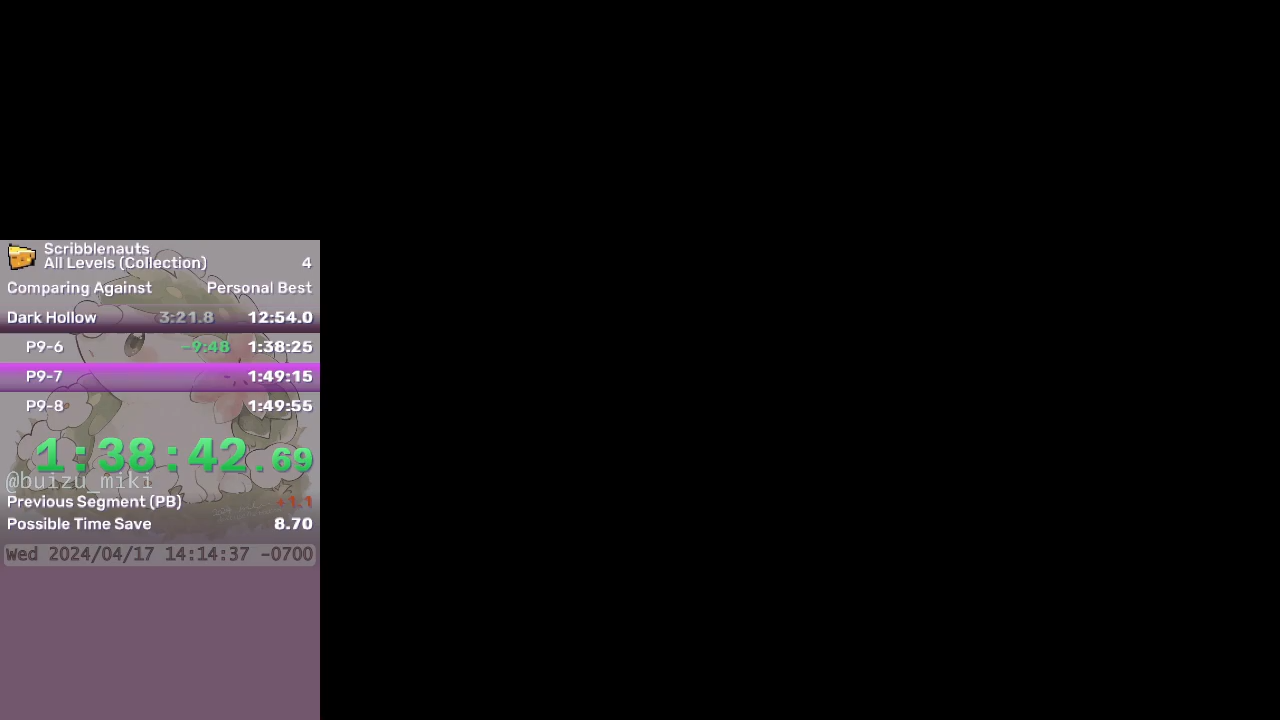 Scribblenauts
All Levels (Collection) 4
Comparing Against Personal Best
Dark Hollow 3:21.8 12:54.0
P9-6 −9:48 1:38:25
P9-7 1:49:15
P9-8 1:49:55
1:38:42.69
@buizu_miki
Previous Segment (PB) +1.1
Possible Time Save 8.70
Wed 2024/04/17 14:14:37 -0700